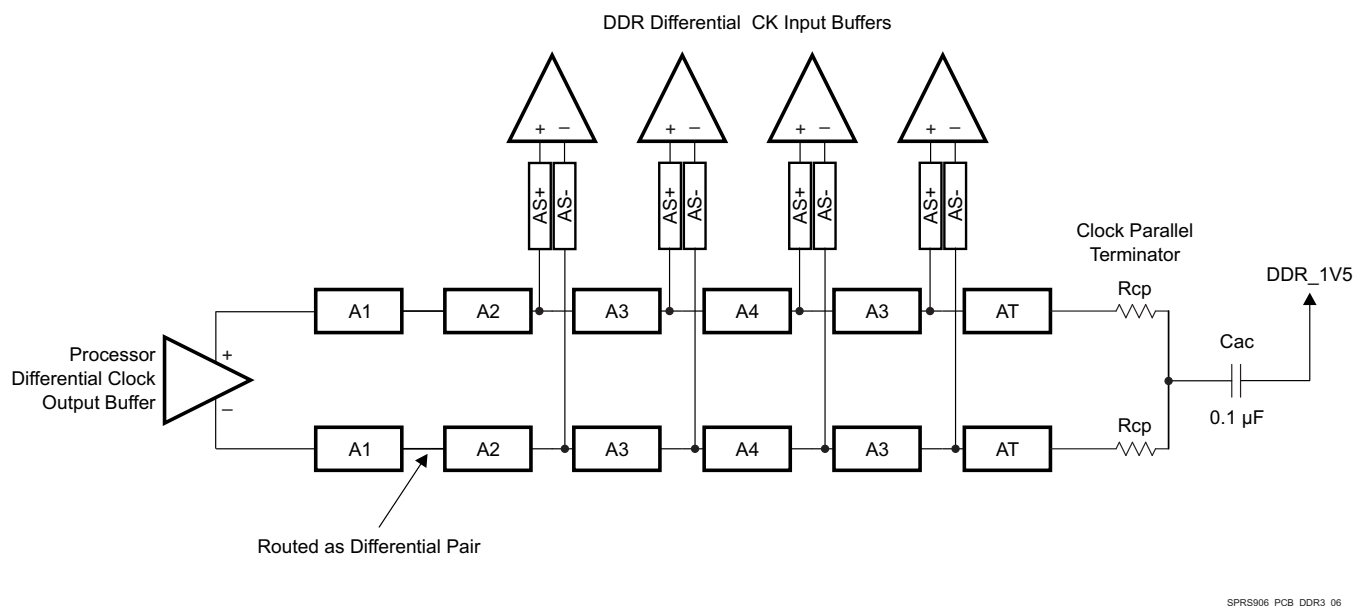 DDR Differential CK Input Buffers
+ –
+ –
+ –
+ –
AS+
AS-
AS+
AS-
AS+
AS-
AS+
AS-
Clock Parallel
Terminator
DDR_1V5
A1
A2
A3
A4
A3
AT
Rcp
Processor
Differential Clock
Output Buffer
+
–
Cac
0.1 µF
A1
A2
A3
A4
A3
AT
Rcp
Routed as Differential Pair
SPRS906_PCB_DDR3_06